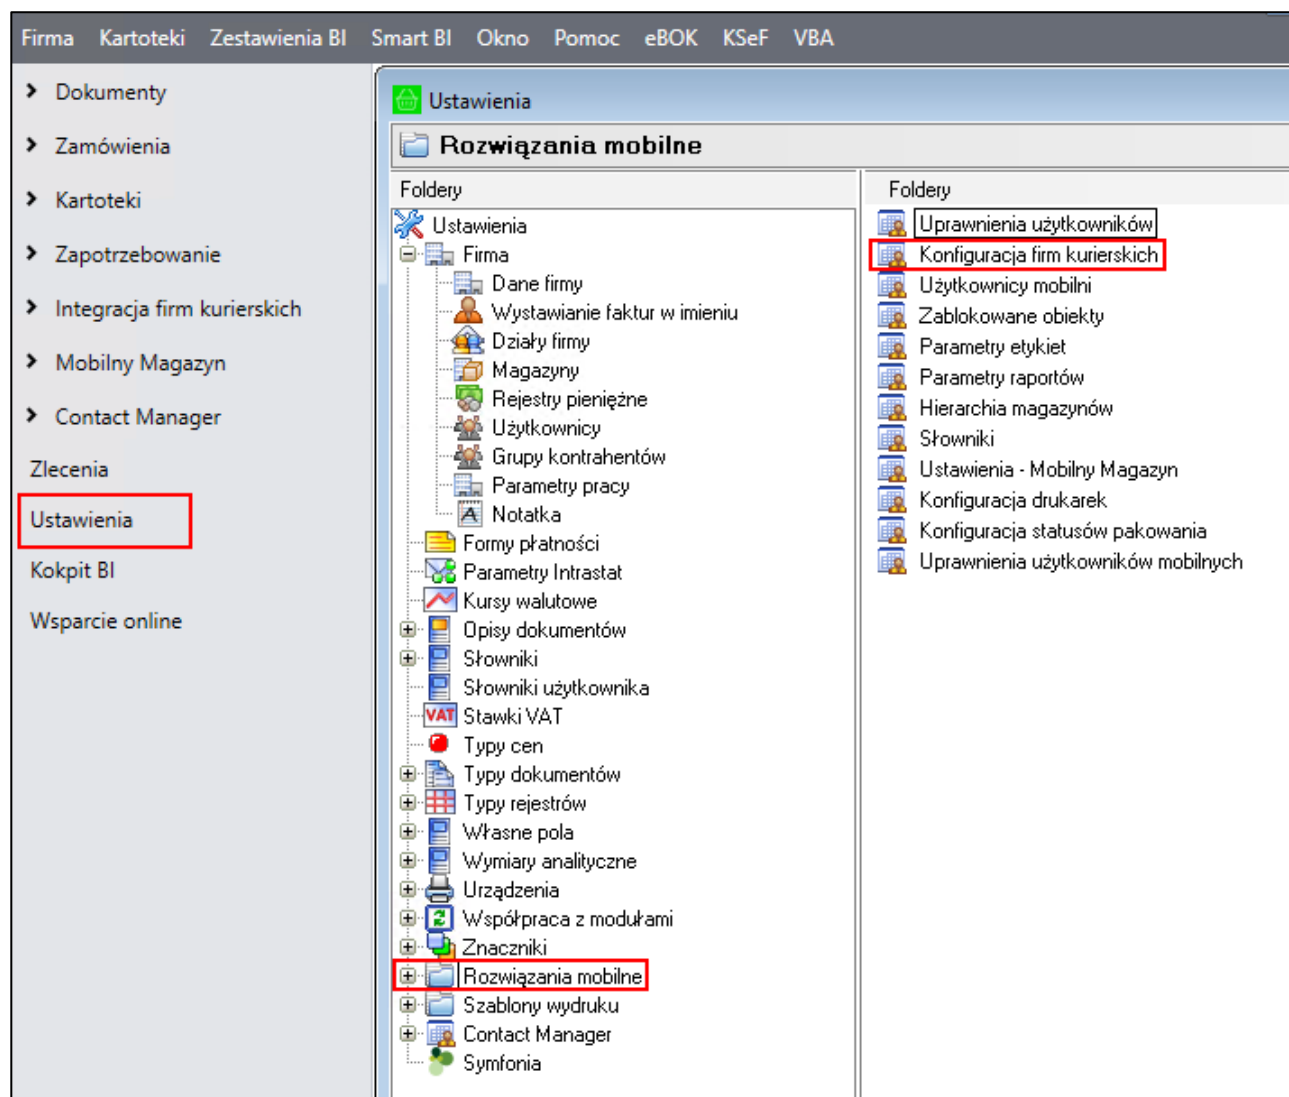 Firma Kartoteki Zestawienia BI Smart BI Okno Pomoc eBOK KSeF VBA
Dokumenty
Zamówienia
Kartoteki
Zapotrzebowanie
Integracja firm kurierskich
Mobilny Magazyn
Contact Manager
Zlecenia
Ustawienia
Kokpit BI
Wsparcie online
Ustawienia
Rozwiązania mobilne
Foldery
Ustawienia
Firma
Dane firmy
Wystawianie faktur w imieniu
Działy firmy
Magazyny
Rejestry pieniężne
Użytkownicy
Grupy kontrahentów
Parametry pracy
Notatka
Formy płatności
Parametry Intrastat
Kursy walutowe
Opisy dokumentów
Słowniki
Słowniki użytkownika
VAT Stawki VAT
Typy cen
Typy dokumentów
Typy rejestrów
Własne pola
Wymiary analityczne
Urządzenia
Współpraca z modułami
Znaczniki
Rozwiązania mobilne
Szablony wydruku
Contact Manager
Symfonia
Foldery
Uprawnienia użytkowników
Konfiguracja firm kurierskich
Użytkownicy mobilni
Zablokowane obiekty
Parametry etykiet
Parametry raportów
Hierarchia magazynów
Słowniki
Ustawienia - Mobilny Magazyn
Konfiguracja drukarek
Konfiguracja statusów pakowania
Uprawnienia użytkowników mobilnych